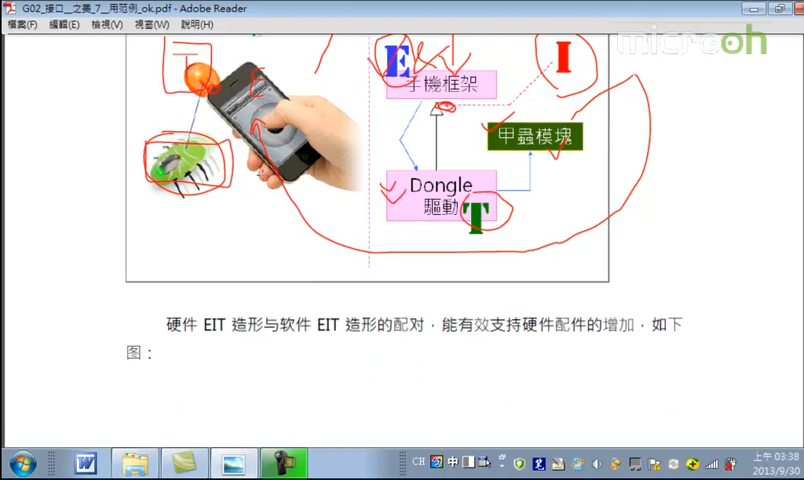 G02_接口__之美_7__用范例_ok.pdf - Adobe Reader
檔案(F) 編輯(E) 檢視(V) 視窗(W) 說明(H)
microoh
T
E
E&I
I
手機框架
甲蟲模塊
Dongle
驅動
T
硬件 EIT 造形与软件 EIT 造形的配对，能有效支持硬件配件的增加，如下
图：
CH 中
上午 03:38
2013/9/30